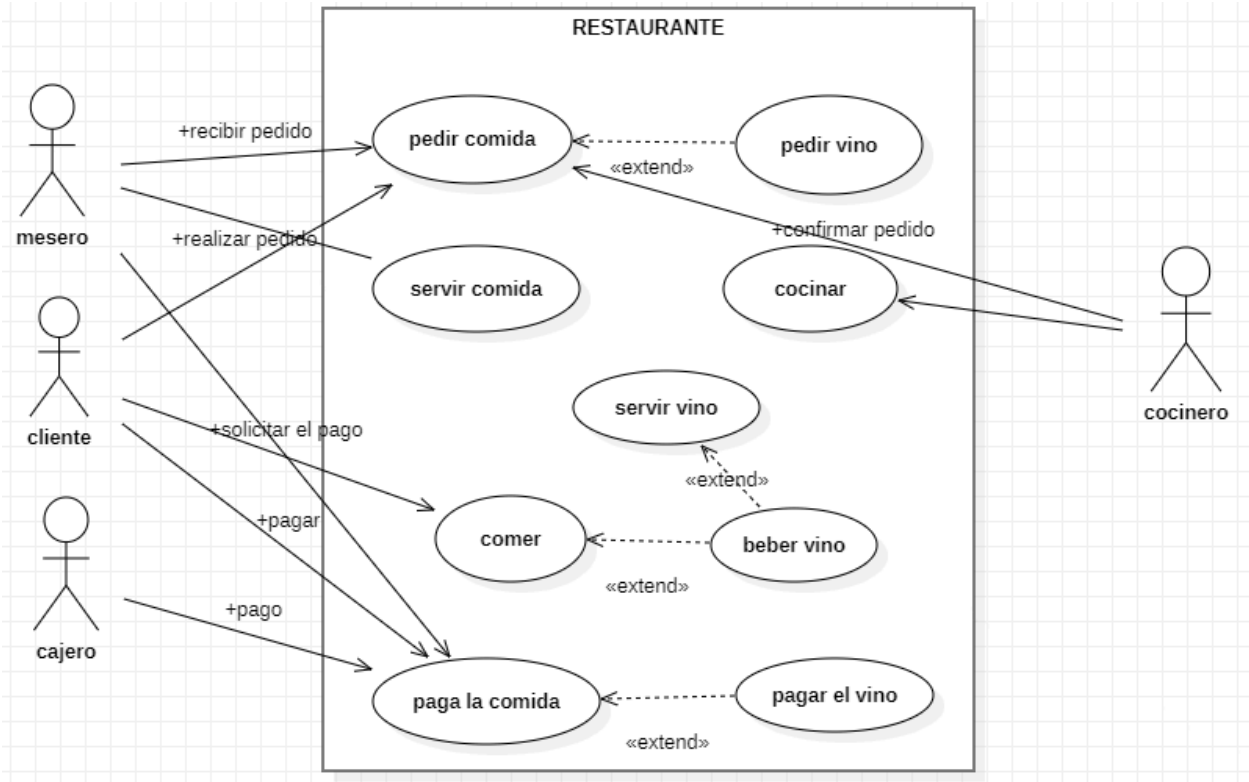 RESTAURANTE
+recibir pedido
pedir comida
pedir vino
«extend»
mesero
+realizar pedido
+confirmar pedido
servir comida
cocinar
cocinero
servir vino
cliente
+solicitar el pago
«extend»
+pagar
comer
beber vino
«extend»
+pago
cajero
paga la comida
pagar el vino
«extend»